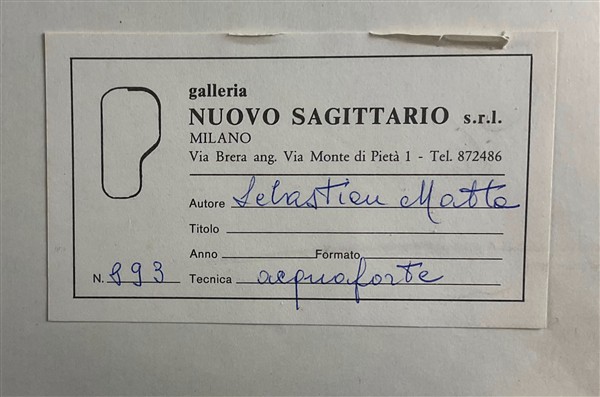 galleria
NUOVO SAGITTARIO s.r.l.
MILANO
Via Brera ang. Via Monte di Pietà 1 - Tel. 872486
Autore Sebastien Matta
Titolo
Anno Formato
N. 893 Tecnica acquaforte